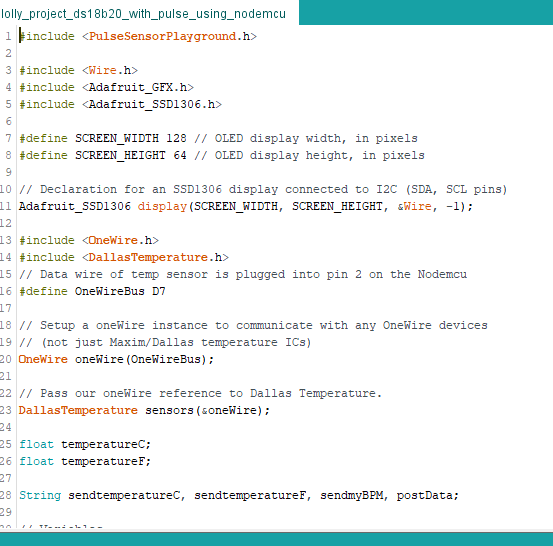 lolly_project_ds18b20_with_pulse_using_nodemcu
1 #include <PulseSensorPlayground.h>
2
3 #include <Wire.h>
4 #include <Adafruit_GFX.h>
5 #include <Adafruit_SSD1306.h>
6
7 #define SCREEN_WIDTH 128 // OLED display width, in pixels
8 #define SCREEN_HEIGHT 64 // OLED display height, in pixels
9
10 // Declaration for an SSD1306 display connected to I2C (SDA, SCL pins)
11 Adafruit_SSD1306 display(SCREEN_WIDTH, SCREEN_HEIGHT, &Wire, -1);
12
13 #include <OneWire.h>
14 #include <DallasTemperature.h>
15 // Data wire of temp sensor is plugged into pin 2 on the Nodemcu
16 #define OneWireBus D7
17
18 // Setup a oneWire instance to communicate with any OneWire devices
19 // (not just Maxim/Dallas temperature ICs)
20 OneWire oneWire(OneWireBus);
21
22 // Pass our oneWire reference to Dallas Temperature.
23 DallasTemperature sensors(&oneWire);
24
25 float temperatureC;
26 float temperatureF;
27
28 String sendtemperatureC, sendtemperatureF, sendmyBPM, postData;
29
30 // Variables